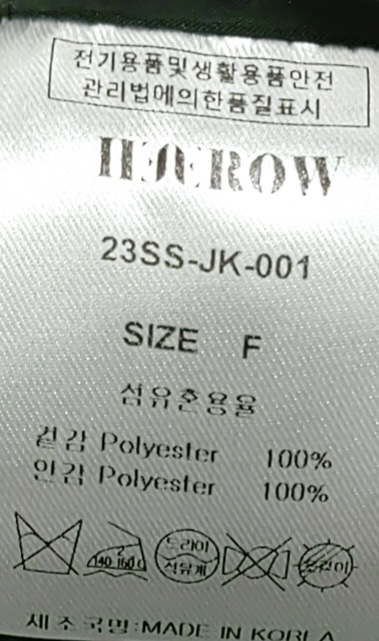 전기용품및생활용품안전
관리법에의한품질표시
23SS-JK-001
SIZE F
섬유혼용율
겉감 Polyester 100%
안감 Polyester 100%
드라이
석유계
제조국명:MADE IN KOREA